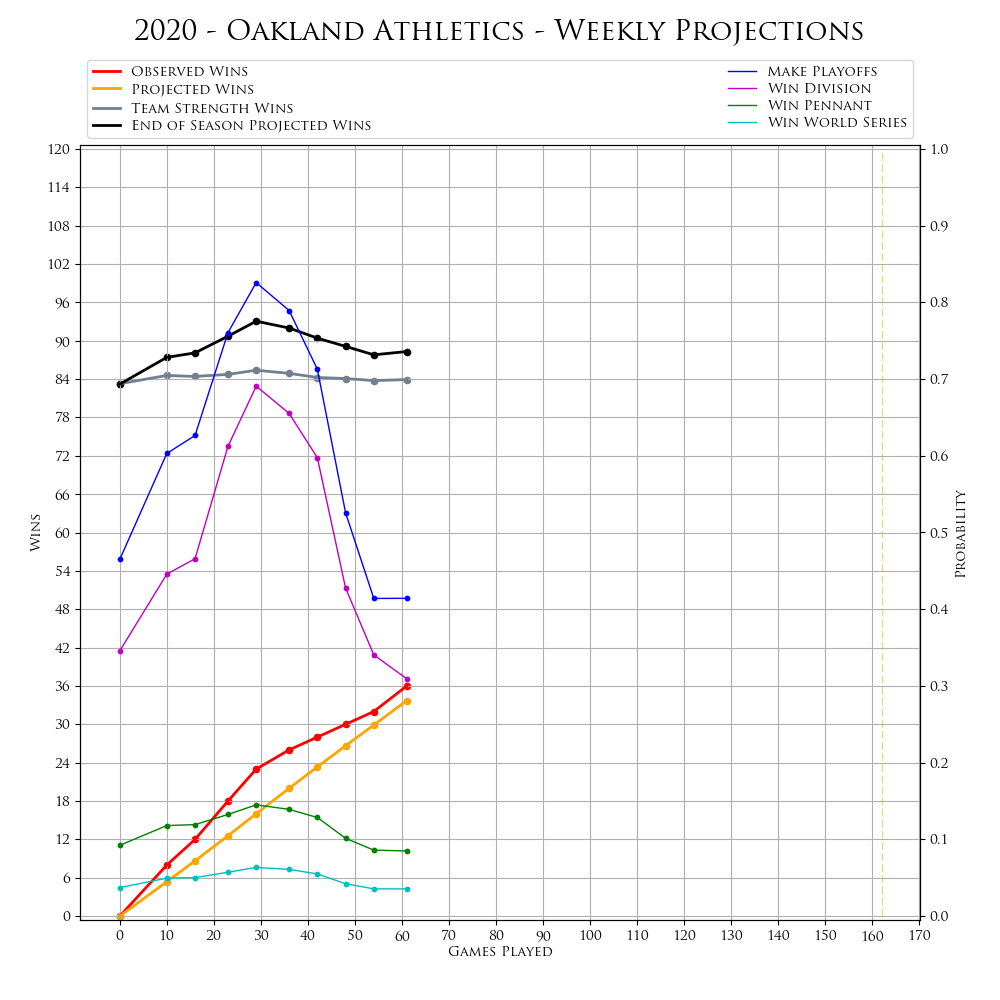 2020 - Oakland Athletics - Weekly Projections
Observed Wins
Projected Wins
Team Strength Wins
End of Season Projected Wins
Make Playoffs
Win Division
Win Pennant
Win World Series
120
114
108
102
96
90
84
78
72
66
60
54
48
42
36
30
24
18
12
6
0
Wins
1.0
0.9
0.8
0.7
0.6
0.5
0.4
0.3
0.2
0.1
0.0
Probability
0 10 20 30 40 50 60 70 80 90 100 110 120 130 140 150 160 170
Games Played